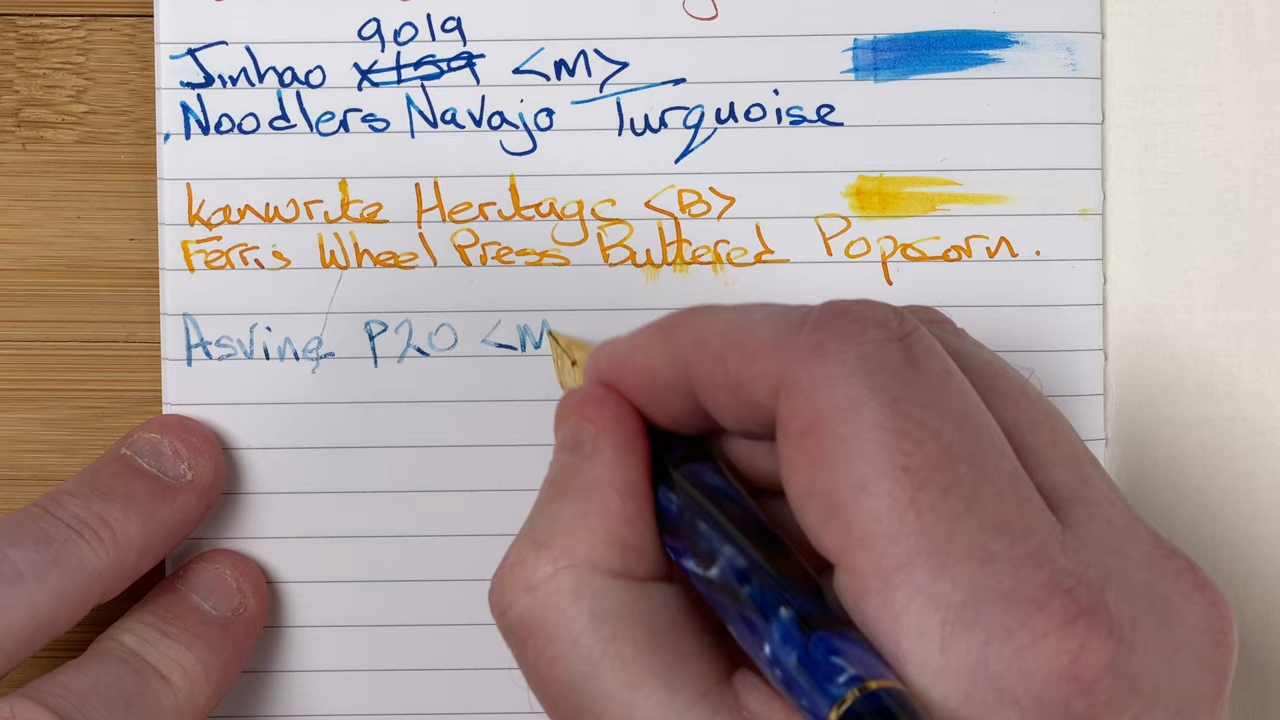 9019
Jinhao x159 <M>
Noodlers Navajo Turquoise
Kanwrite Heritage <B>
Ferris Wheel Press Buttered Popcorn.
Asvine P20 <M